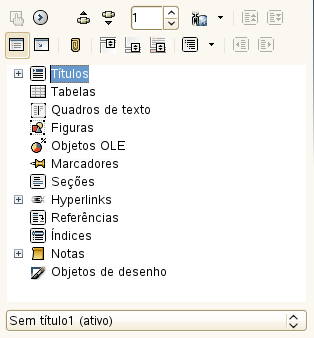 1
Títulos
Tabelas
Quadros de texto
Figuras
Objetos OLE
Marcadores
Seções
Hyperlinks
Referências
Índices
Notas
Objetos de desenho
Sem título1 (ativo)